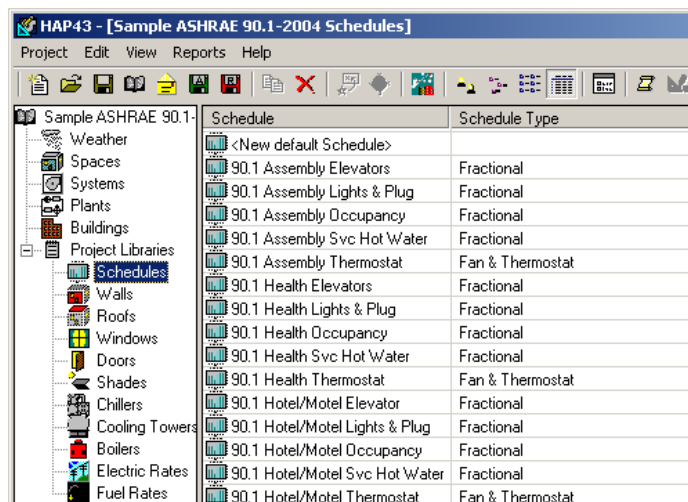 HAP43 - [Sample ASHRAE 90.1-2004 Schedules]
Project Edit View Reports Help
Sample ASHRAE 90.1-
Weather
Spaces
Systems
Plants
Buildings
Project Libraries
Schedules
Walls
Roofs
Windows
Doors
Shades
Chillers
Cooling Towers
Boilers
Electric Rates
Fuel Rates
Schedule Schedule Type
<New default Schedule>
90.1 Assembly Elevators Fractional
90.1 Assembly Lights & Plug Fractional
90.1 Assembly Occupancy Fractional
90.1 Assembly Svc Hot Water Fractional
90.1 Assembly Thermostat Fan & Thermostat
90.1 Health Elevators Fractional
90.1 Health Lights & Plug Fractional
90.1 Health Occupancy Fractional
90.1 Health Svc Hot Water Fractional
90.1 Health Thermostat Fan & Thermostat
90.1 Hotel/Motel Elevator Fractional
90.1 Hotel/Motel Lights & Plug Fractional
90.1 Hotel/Motel Occupancy Fractional
90.1 Hotel/Motel Svc Hot Water Fractional
90.1 Hotel/Motel Thermostat Fan & Thermostat